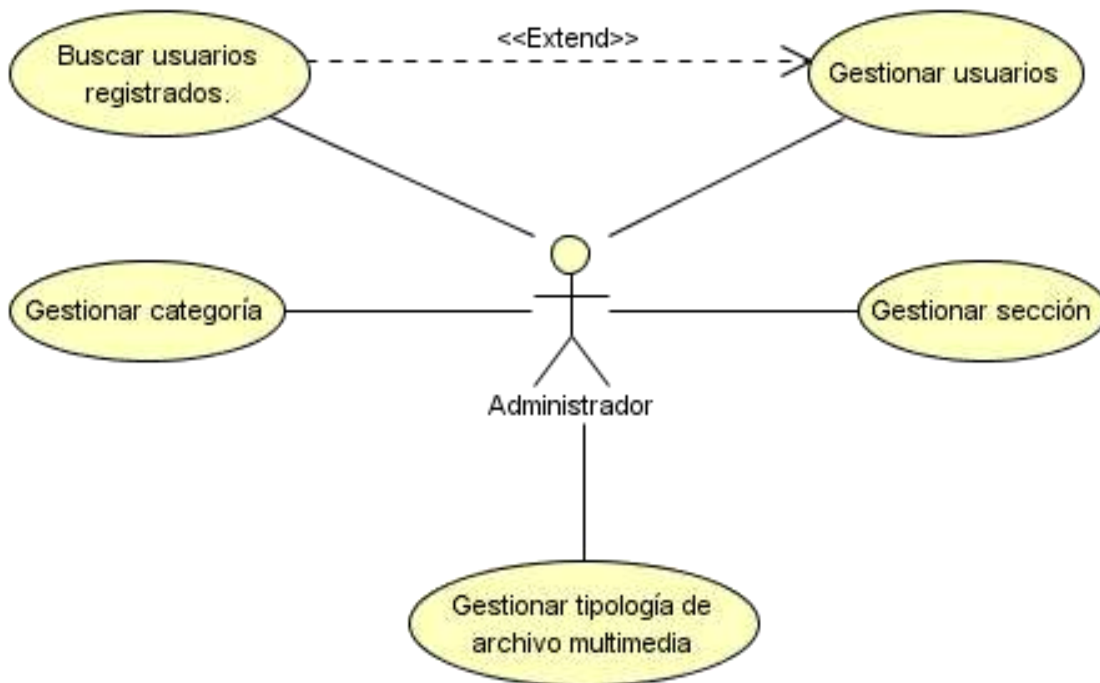 Buscar usuarios
registrados.
<<Extend>>
Gestionar usuarios
Gestionar categoría
Gestionar sección
Administrador
Gestionar tipología de
archivo multimedia